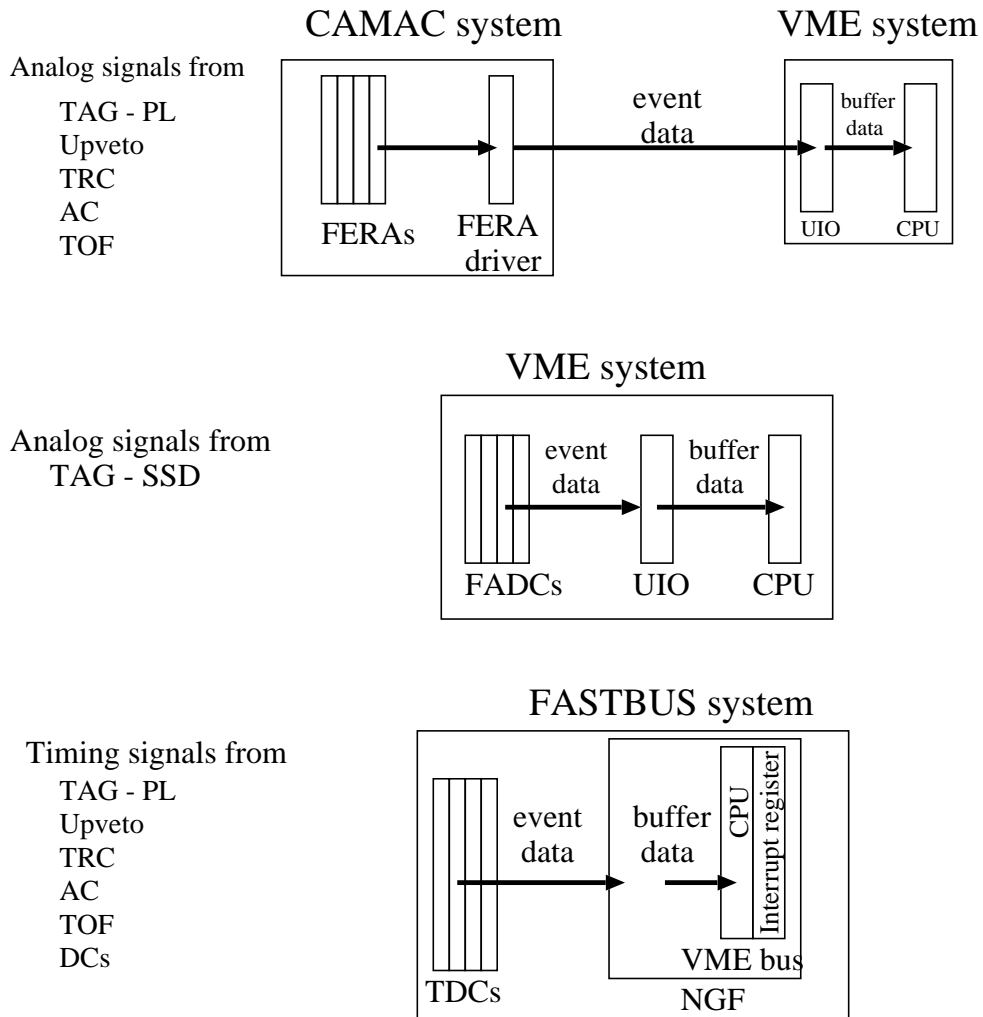 CAMAC system
VME system
Analog signals from
TAG - PL
Upveto
TRC
AC
TOF
event
data
buffer
data
FERAs
FERA
driver
UIO
CPU
VME system
Analog signals from
TAG - SSD
event
data
buffer
data
FADCs
UIO
CPU
FASTBUS system
Timing signals from
TAG - PL
Upveto
TRC
AC
TOF
DCs
event
data
buffer
data
CPU
Interrupt register
VME bus
TDCs
NGF